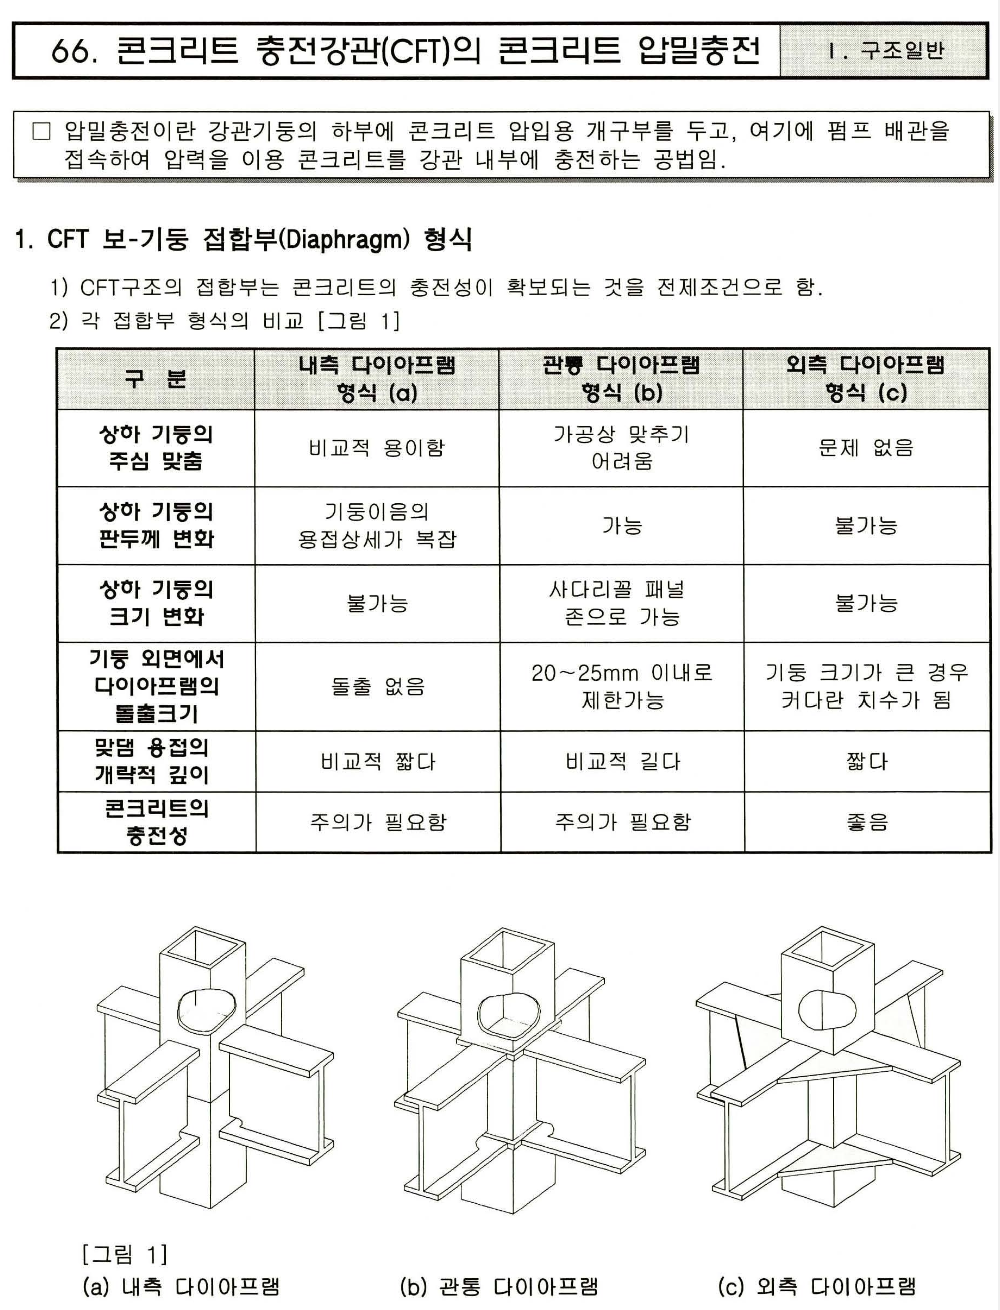 66. 콘크리트 충전강관(CFT)의 콘크리트 압밀충전
Ⅰ. 구조일반
□ 압밀충전이란 강관기둥의 하부에 콘크리트 압입용 개구부를 두고, 여기에 펌프 배관을
접속하여 압력을 이용 콘크리트를 강관 내부에 충전하는 공법임.
1. CFT 보-기둥 접합부(Diaphragm) 형식
1) CFT구조의 접합부는 콘크리트의 충전성이 확보되는 것을 전제조건으로 함.
2) 각 접합부 형식의 비교 [그림 1]
구 분
내측 다이아프램
형식 (a)
관통 다이아프램
형식 (b)
외측 다이아프램
형식 (c)
상하 기둥의
주심 맞춤
비교적 용이함
가공상 맞추기
어려움
문제 없음
상하 기둥의
판두께 변화
기둥이음의
용접상세가 복잡
가능
불가능
상하 기둥의
크기 변화
불가능
사다리꼴 패널
존으로 가능
불가능
기둥 외면에서
다이아프램의
돌출크기
돌출 없음
20~25mm 이내로
제한가능
기둥 크기가 큰 경우
커다란 치수가 됨
맞댐 용접의
개략적 깊이
비교적 짧다
비교적 길다
짧다
콘크리트의
충전성
주의가 필요함
주의가 필요함
좋음
[그림 1]
(a) 내측 다이아프램
(b) 관통 다이아프램
(c) 외측 다이아프램